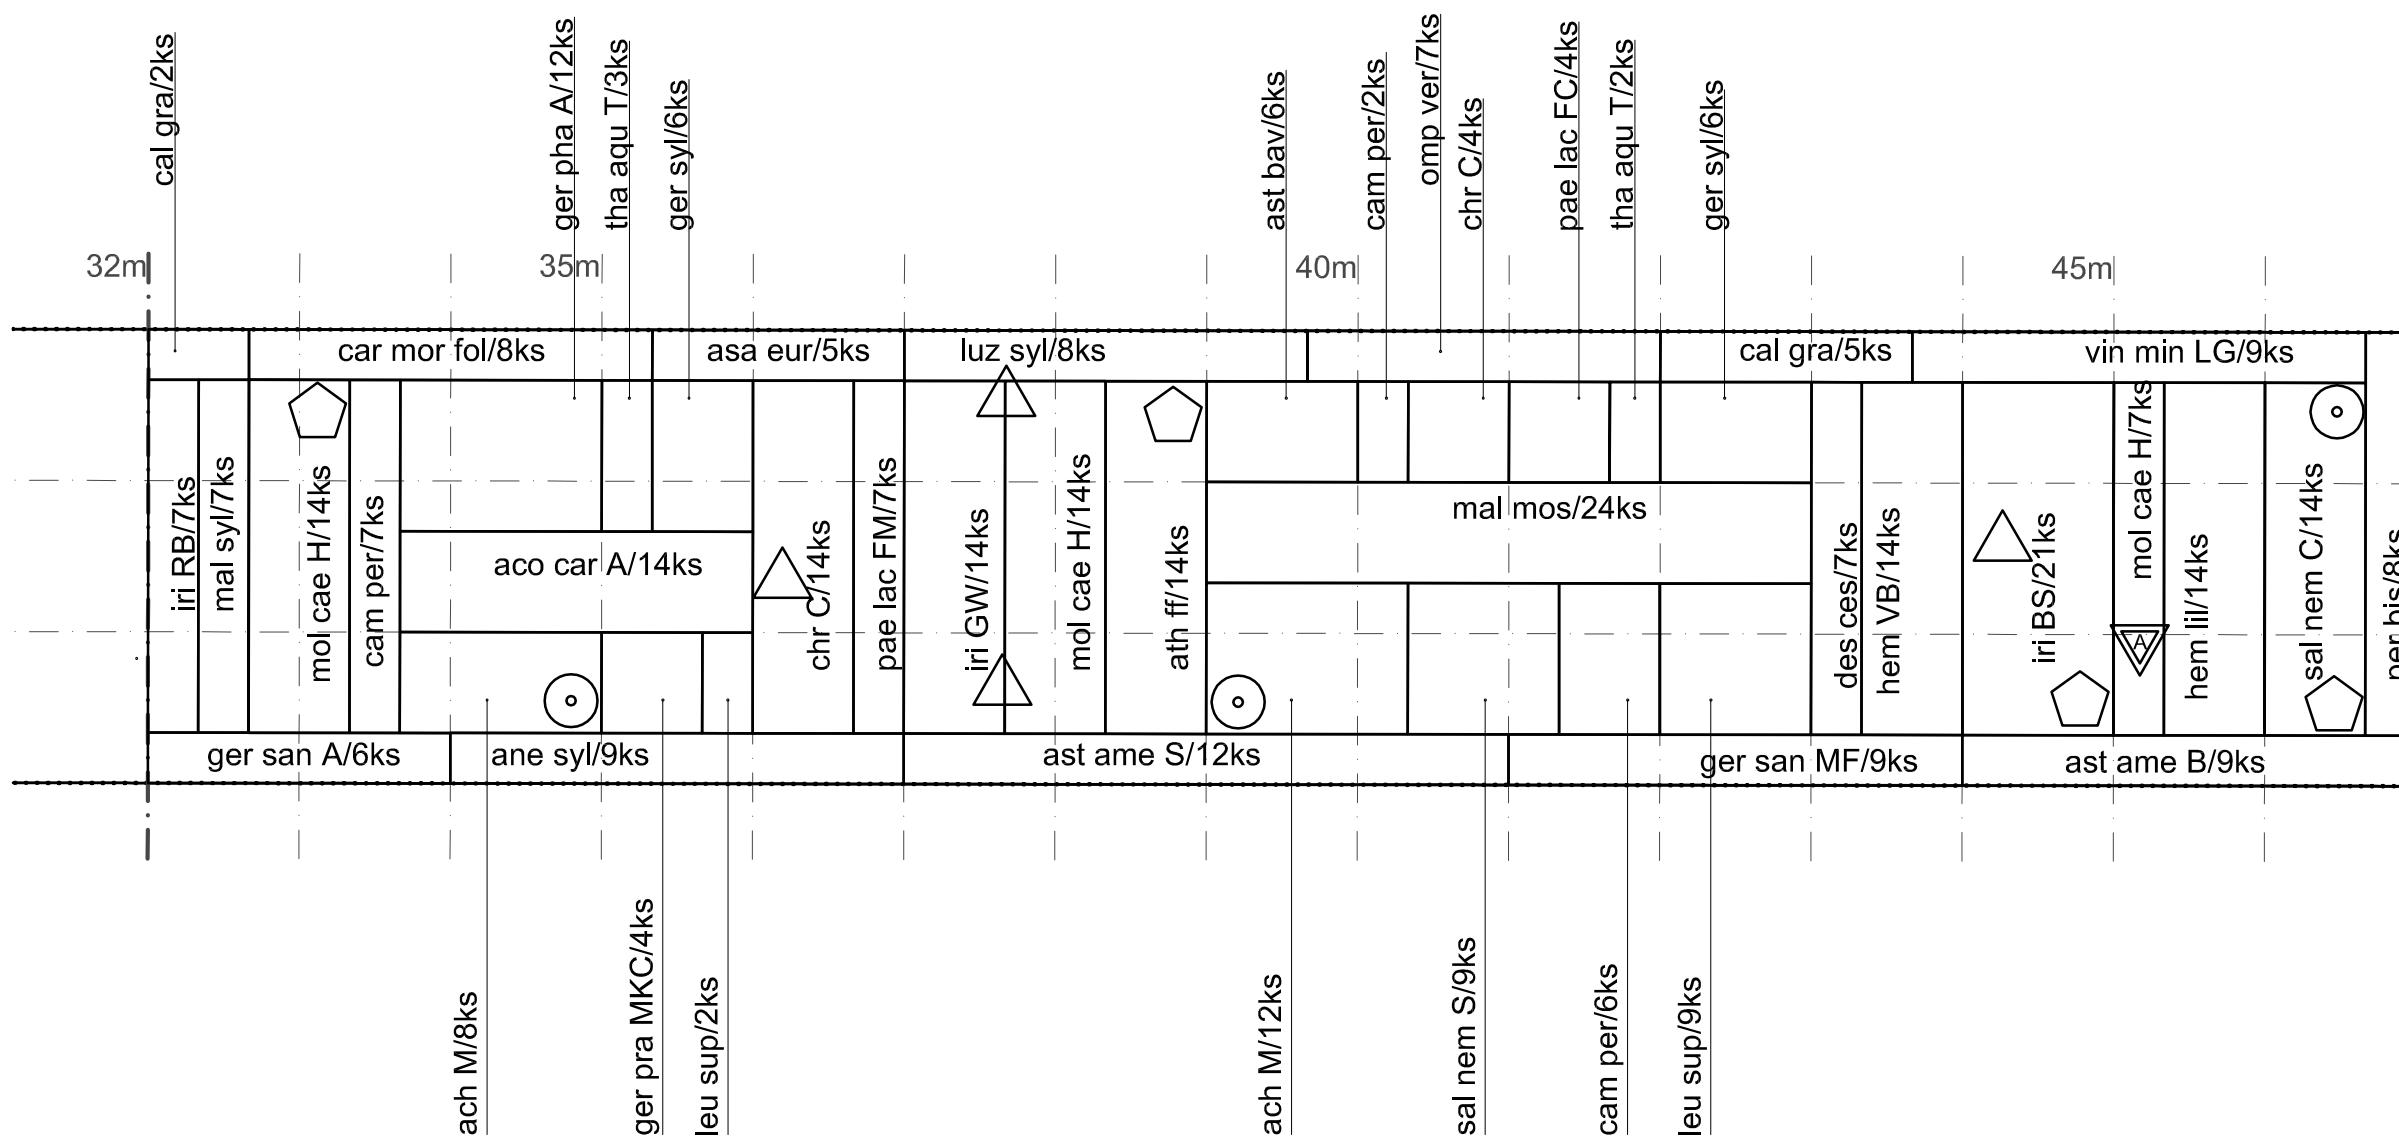 cal gra/2ks
ger pha A/12ks
tha aqu T/3ks
ger syl/6ks
ast bav/6ks
cam per/2ks
omp ver/7ks
chr C/4ks
pae lac FC/4ks
tha aqu T/2ks
ger syl/6ks
32m
35m
40m
45m
car mor fol/8ks
asa eur/5ks
luz syl/8ks
cal gra/5ks
vin min LG/9ks
iri RB/7ks
mal syl/7ks
mol cae H/14ks
cam per/7ks
aco car A/14ks
chr C/14ks
pae lac FM/7ks
iri GW/14ks
mol cae H/14ks
ath ff/14ks
mal mos/24ks
des ces/7ks
hem VB/14ks
iri BS/21ks
mol cae H/7ks
A
hem lil/14ks
sal nem C/14ks
per bis/8ks
ger san A/6ks
ane syl/9ks
ast ame S/12ks
ger san MF/9ks
ast ame B/9ks
ach M/8ks
ger pra MKC/4ks
leu sup/2ks
ach M/12ks
sal nem S/9ks
cam per/6ks
leu sup/9ks